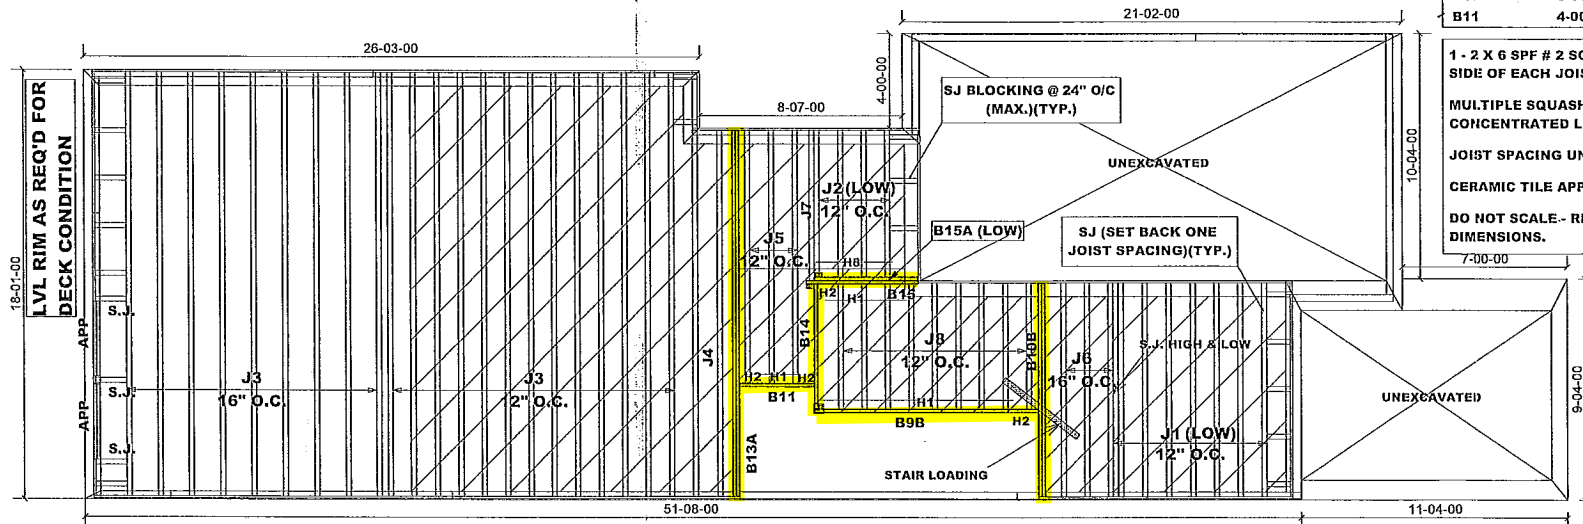 21-02-00
B11 4-00
26-03-00
1 - 2 X 6 SPF # 2
SIDE OF EACH
MULTIPLE
CONCENTRATED
JOIST SPACING
CERAMIC TILE
DO NOT SCALE -
DIMENSIONS.
4-00-00
8-07-00
SJ BLOCKING @ 24" O/C
(MAX.)(TYP.)
LVL RIM AS REQ'D FOR
DECK CONDITION
18-01-00
UNEXCAVATED
10-04-00
J2 (LOW)
12" O.C.
J7
J5
12" O.C.
B15A (LOW)
SJ (SET BACK ONE
JOIST SPACING)(TYP.)
7-00-00
H8
H2 H1 B15
S.J.
APP
J4
B14
J8
12" O.C.
B10B
J6
16" O.C.
S.J. HIGH & LOW
J3
16" O.C.
J3
12" O.C.
H2 H1 H2
B11
S.J.
APP
H1
B9B
H2
UNEXCAVATED
9-04-00
S.J.
B13A
J1 (LOW)
12" O.C.
STAIR LOADING
51-08-00
11-04-00